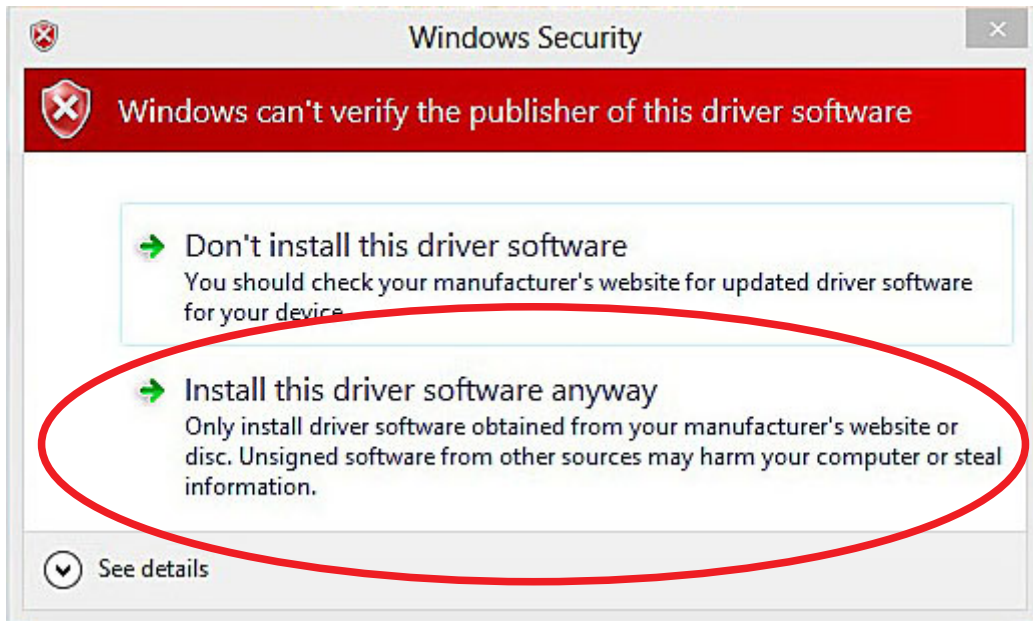 Windows Security
Windows can't verify the publisher of this driver software
Don't install this driver software
You should check your manufacturer's website for updated driver software
for your device.
Install this driver software anyway
Only install driver software obtained from your manufacturer's website or
disc. Unsigned software from other sources may harm your computer or steal
information.
See details